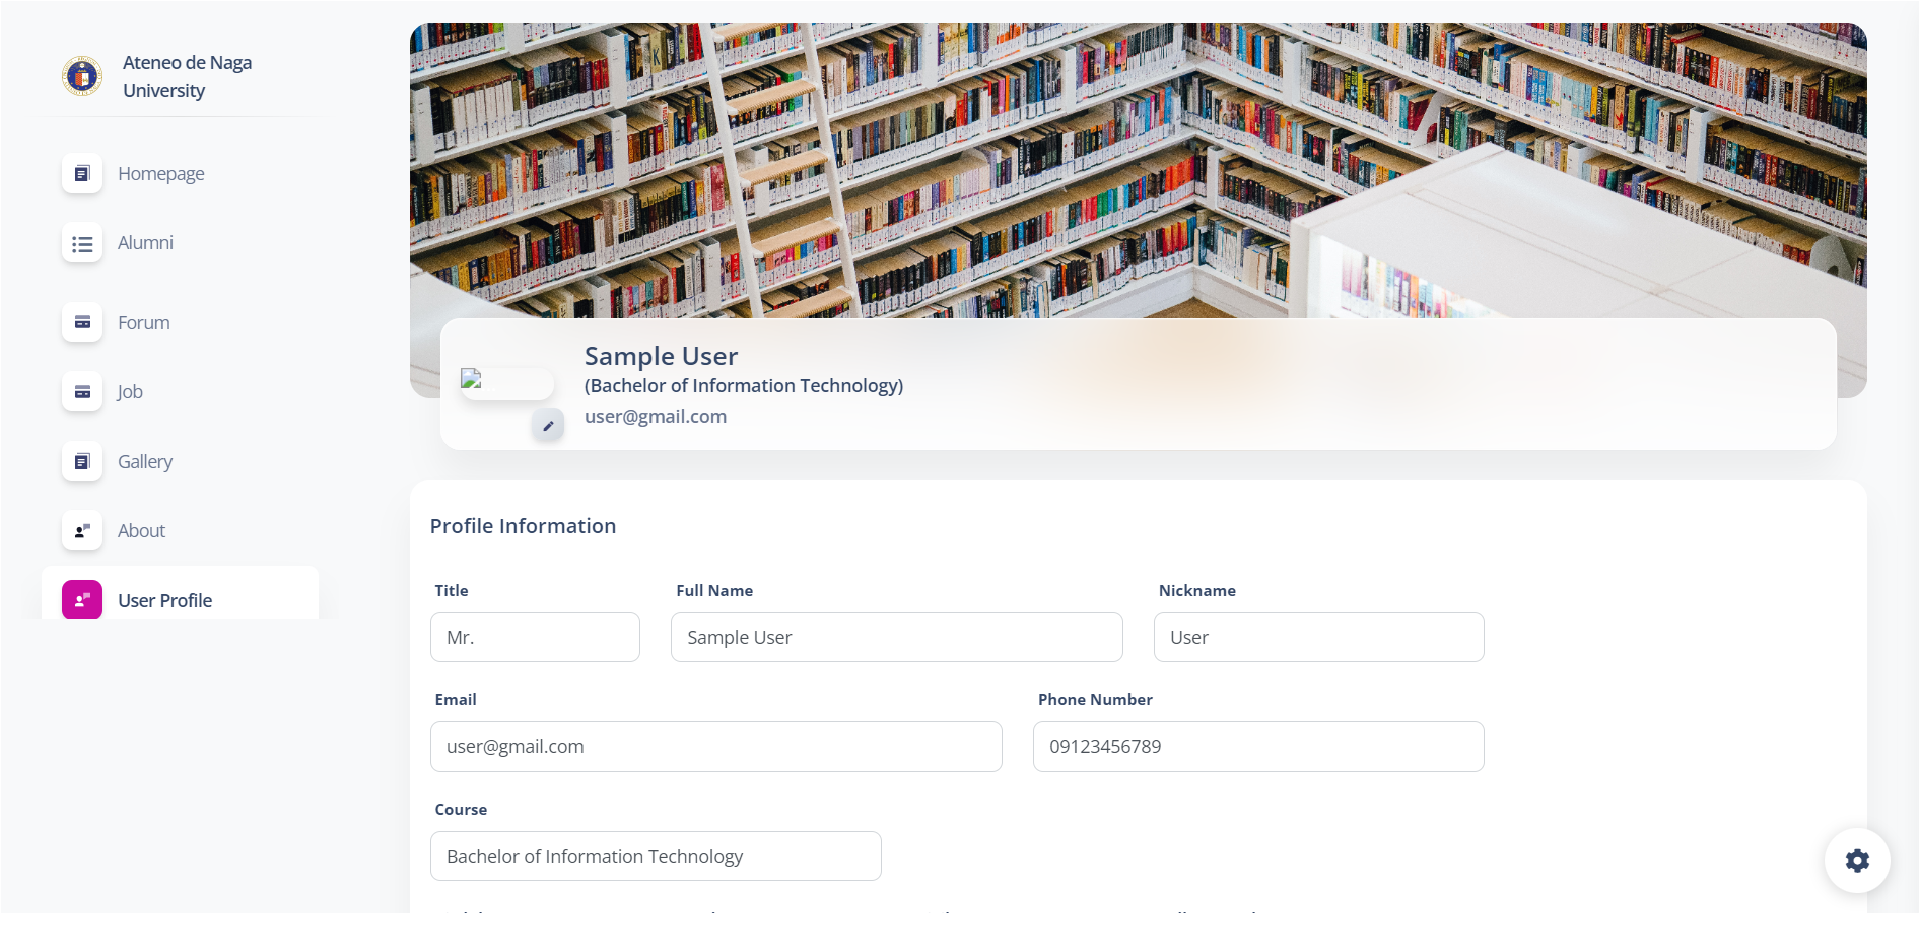 Ateneo de Naga
University
Homepage
Alumni
Forum
Job
Gallery
About
User Profile
Sample User
(Bachelor of Information Technology)
user@gmail.com
Profile Information
Title
Full Name
Nickname
Mr.
Sample User
User
Email
Phone Number
user@gmail.com
09123456789
Course
Bachelor of Information Technology